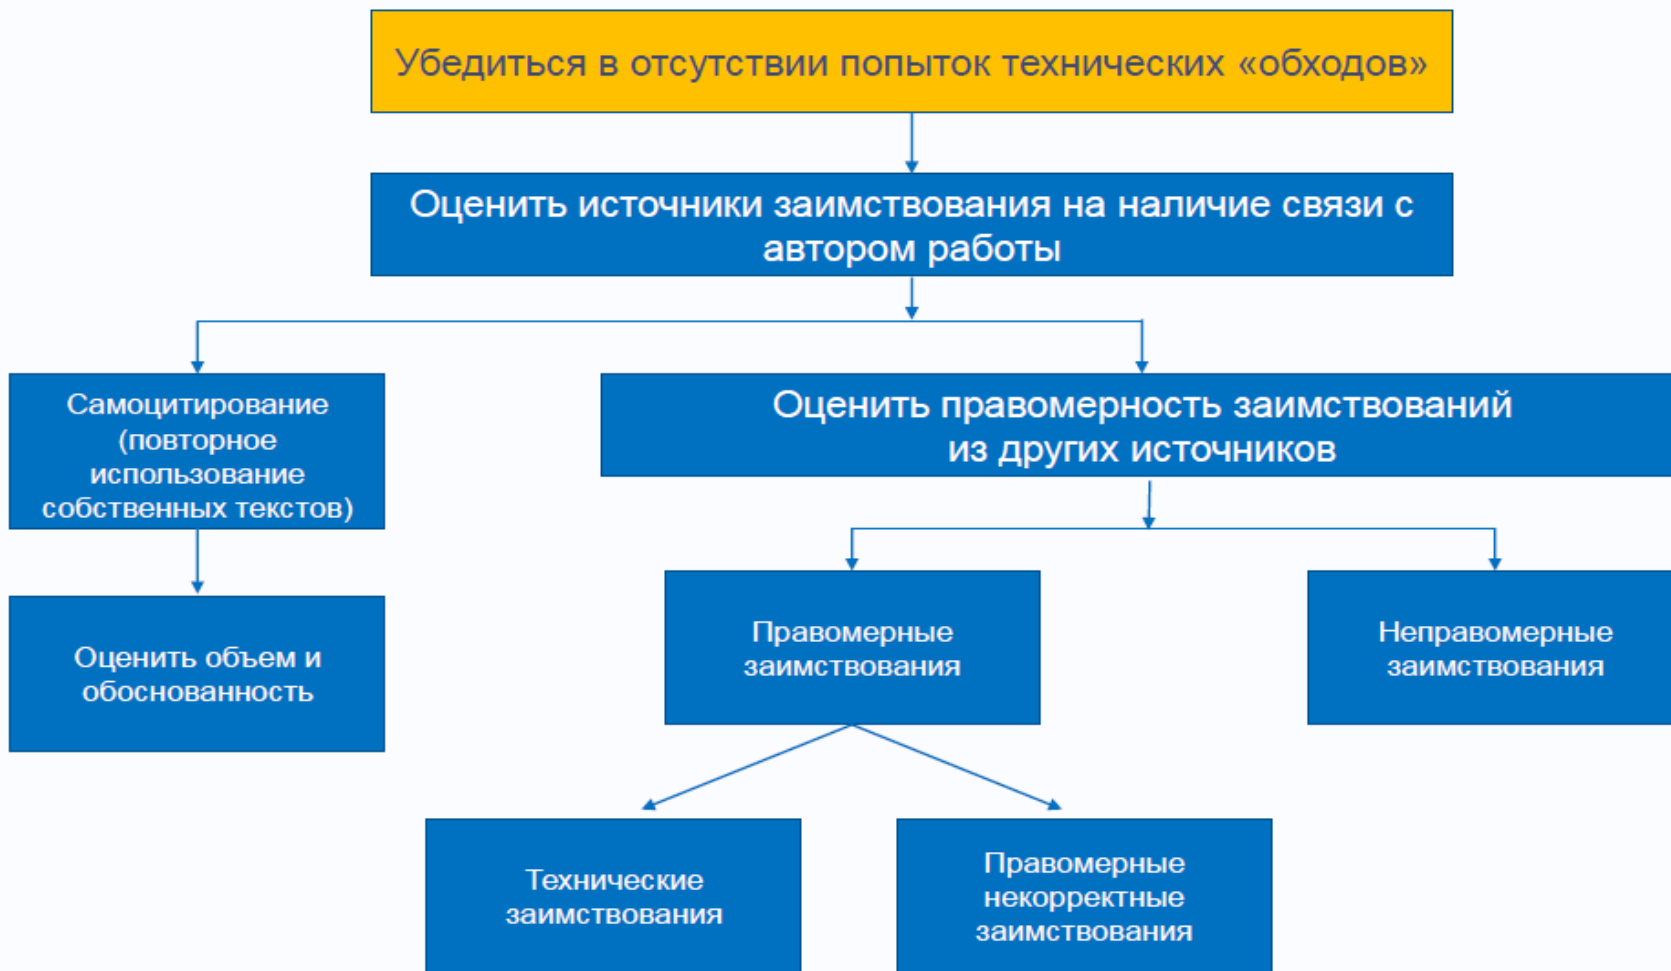 Убедиться в отсутствии попыток технических «обходов»
Оценить источники заимствования на наличие связи с
автором работы
Самоцитирование
(повторное
использование
собственных текстов)
Оценить правомерность заимствований
из других источников
Оценить объем и
обоснованность
Правомерные
заимствования
Неправомерные
заимствования
Технические
заимствования
Правомерные
некорректные
заимствования